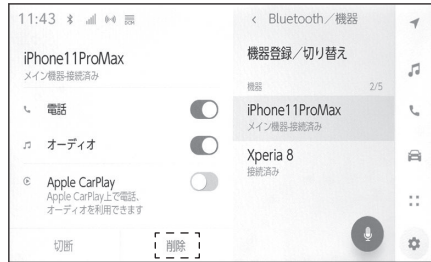 11:43
iPhone11ProMax
メイン機器-接続済み
電話
オーディオ
Apple CarPlay
Apple CarPlay上で電話、
オーディオを利用できます
切断
削除
< Bluetooth/機器
機器登録/切り替え
機器 2/5
iPhone11ProMax
メイン機器-接続済み
Xperia 8
接続済み